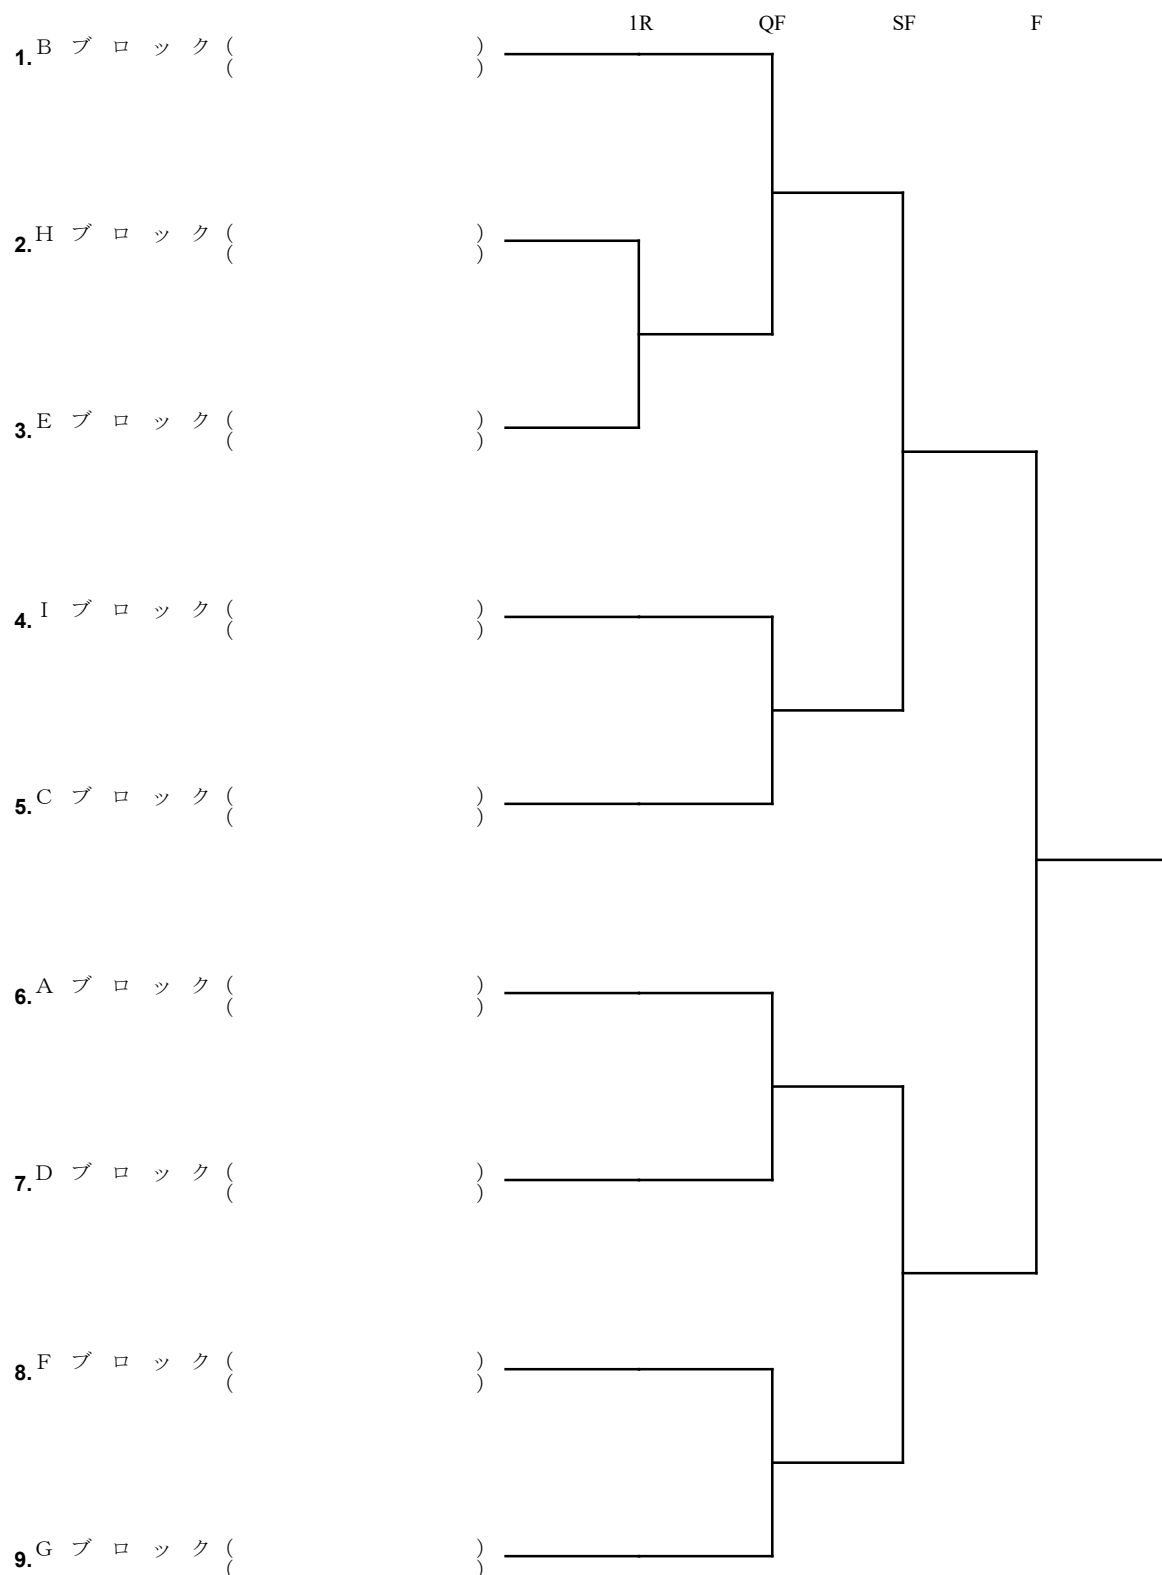 1R QF SF F
1. B ブ ロ ッ ク ( )
( )
2. H ブ ロ ッ ク ( )
( )
3. E ブ ロ ッ ク ( )
( )
4. I ブ ロ ッ ク ( )
( )
5. C ブ ロ ッ ク ( )
( )
6. A ブ ロ ッ ク ( )
( )
7. D ブ ロ ッ ク ( )
( )
8. F ブ ロ ッ ク ( )
( )
9. G ブ ロ ッ ク ( )
( )